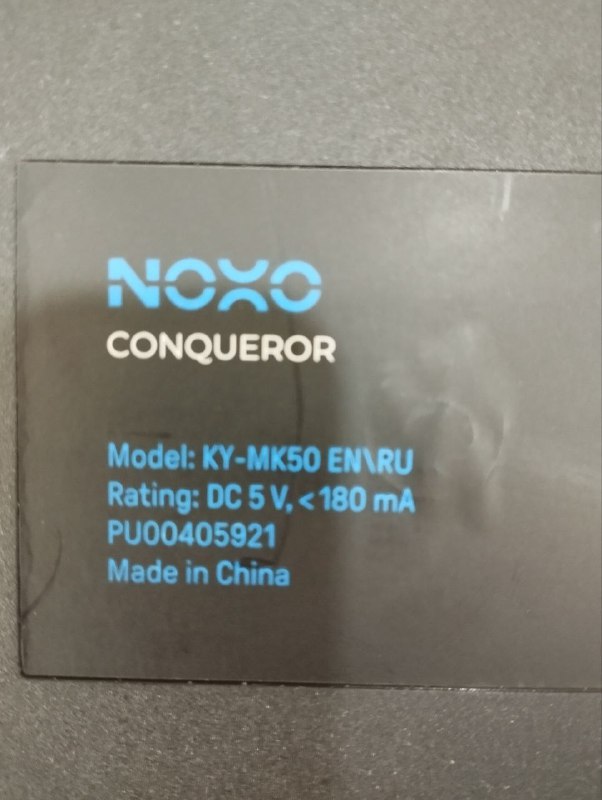 NOXO
CONQUEROR
Model: KY-MK50 EN\RU
Rating: DC 5 V, < 180 mA
PU00405921
Made in China